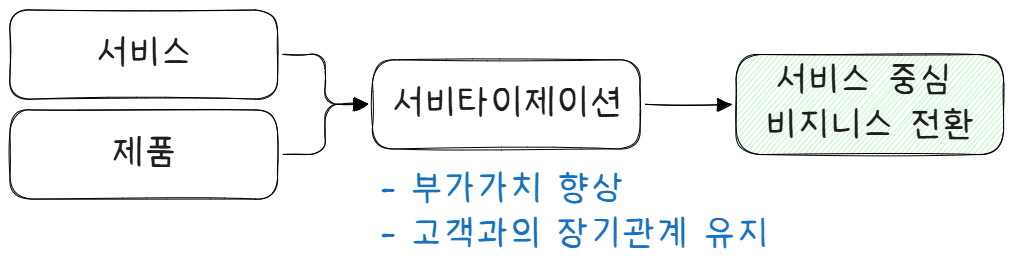 서비스
제품
서비타이제이션
- 부가가치 향상
- 고객과의 장기관계 유지
서비스 중심
비지니스 전환